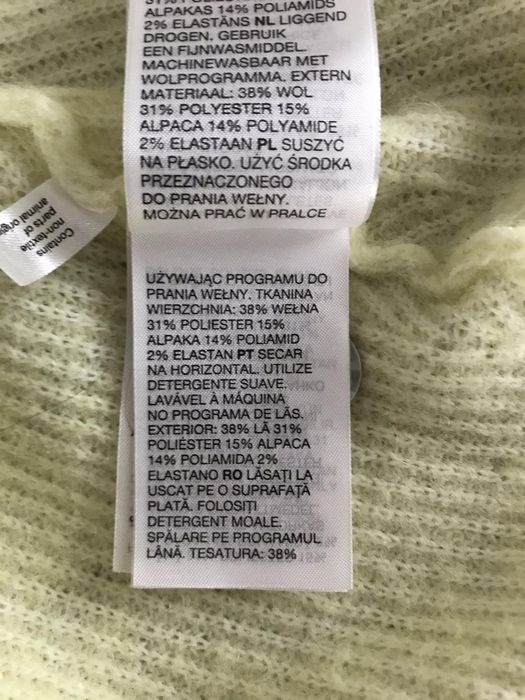 ALPAKAS 14% POLIAMĪDS
2% ELASTĀNS NL LIGGEND
DROGEN. GEBRUIK
EEN FIJNWASMIDDEL.
MACHINEWASBAAR MET
WOLPROGRAMMA. EXTERN
MATERIAAL: 38% WOL
31% POLYESTER 15%
ALPACA 14% POLYAMIDE
2% ELASTAAN PL SUSZYĆ
NA PŁASKO. UŻYĆ ŚRODKA
PRZEZNACZONEGO
DO PRANIA WEŁNY.
MOŻNA PRAĆ W PRALCE
Contains
non-textile
parts of
animal origin
UŻYWAJĄC PROGRAMU DO
PRANIA WEŁNY. TKANINA
WIERZCHNIA: 38% WEŁNA
31% POLIESTER 15%
ALPAKA 14% POLIAMID
2% ELASTAN PT SECAR
NA HORIZONTAL. UTILIZE
DETERGENTE SUAVE.
LAVÁVEL À MÁQUINA
NO PROGRAMA DE LÃS.
EXTERIOR: 38% LÃ 31%
POLIÉSTER 15% ALPACA
14% POLIAMIDA 2%
ELASTANO RO LĂSAȚI LA
USCAT PE O SUPRAFAȚĂ
PLATĂ. FOLOSIȚI
DETERGENT MOALE.
SPĂLARE PE PROGRAMUL
LÂNĂ. TESATURA: 38%